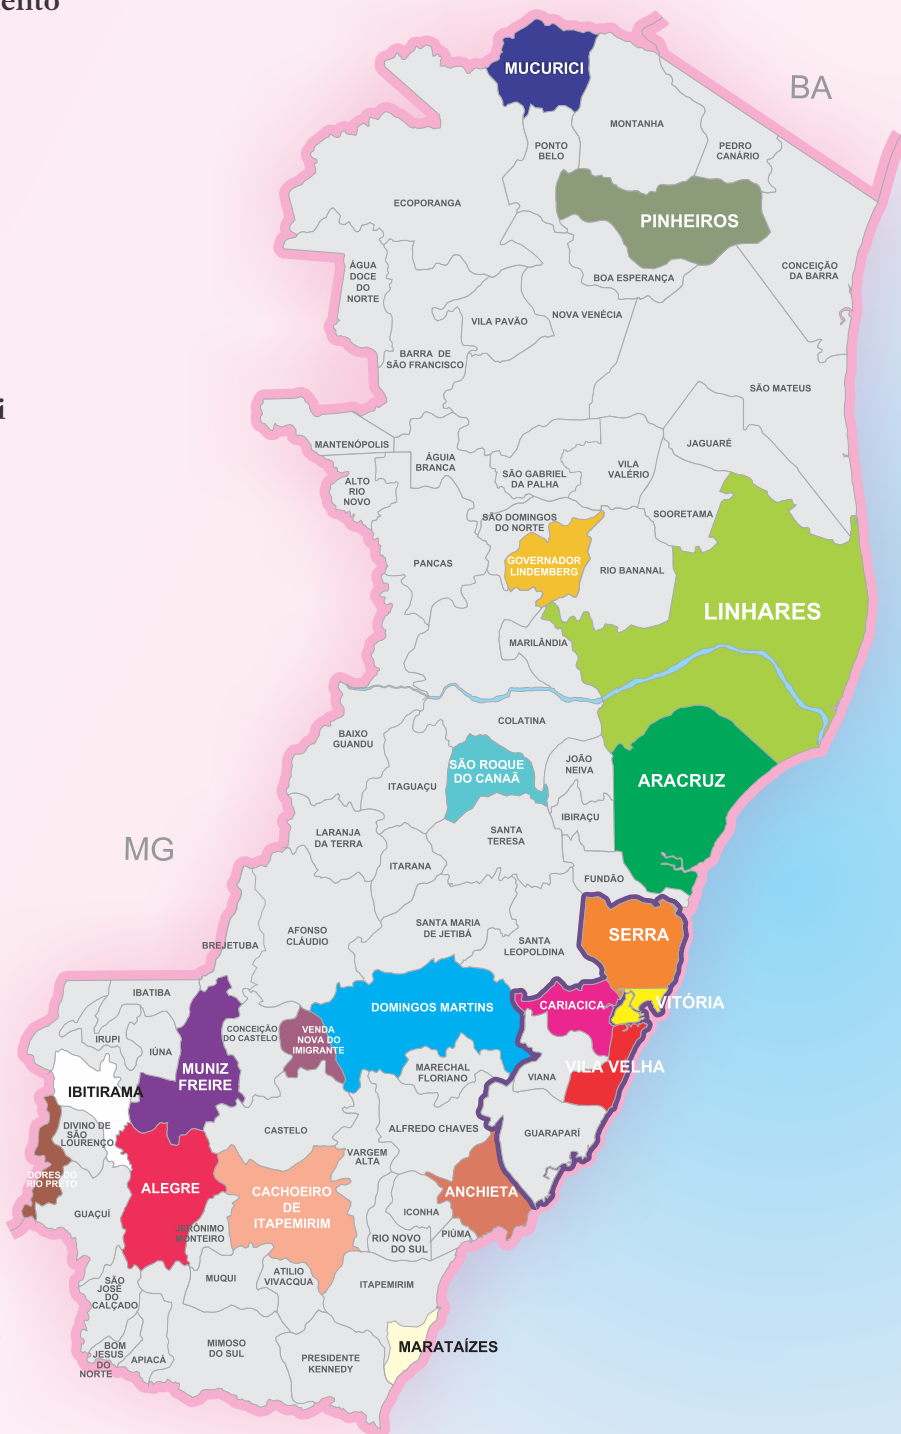 ento
MUCURICI
BA
MONTANHA
PONTO
BELO
PEDRO
CANÁRIO
ECOPORANGA
PINHEIROS
ÁGUA
DOCE
DO
NORTE
CONCEIÇÃO
DA BARRA
BOA ESPERANÇA
VILA PAVÃO
NOVA VENÉCIA
BARRA DE
SÃO FRANCISCO
SÃO MATEUS
i
MANTENÓPOLIS
JAGUARÉ
ÁGUIA
BRANCA
VILA
VALÉRIO
SÃO GABRIEL
DA PALHA
ALTO
RIO
NOVO
SOORETAMA
SÃO DOMINGOS
DO NORTE
PANCAS
GOVERNADOR
LINDEMBERG
RIO BANANAL
LINHARES
MARILÂNDIA
COLATINA
BAIXO
GUANDU
SÃO ROQUE
DO CANAÃ
JOÃO
NEIVA
ITAGUAÇU
ARACRUZ
IBIRAÇU
MG
LARANJA
DA TERRA
SANTA
TERESA
ITARANA
FUNDÃO
AFONSO
CLÁUDIO
SANTA MARIA
DE JETIBÁ
SERRA
BREJETUBA
SANTA
LEOPOLDINA
IBATIBA
DOMINGOS MARTINS
CARIACICA
VITÓRIA
IRUPI
IÚNA
CONCEIÇÃO
DO CASTELO
VENDA
NOVA DO
IMIGRANTE
MUNIZ
FREIRE
MARECHAL
FLORIANO
VIANA
VILA VELHA
IBITIRAMA
DIVINO DE
SÃO
LOURENÇO
CASTELO
ALFREDO CHAVES
GUARAPARÍ
VARGEM
ALTA
DORES DO
RIO PRETO
ALEGRE
CACHOEIRO
DE
ITAPEMIRIM
ANCHIETA
GUAÇUÍ
ICONHA
JERÔNIMO
MONTEIRO
RIO NOVO
DO SUL
PIÚMA
SÃO
JOSÉ
DO
CALÇADO
MUQUI
ATILIO
VIVACQUA
ITAPEMIRIM
BOM
JESUS
DO
NORTE
APIACÁ
MIMOSO
DO SUL
PRESIDENTE
KENNEDY
MARATAÍZES